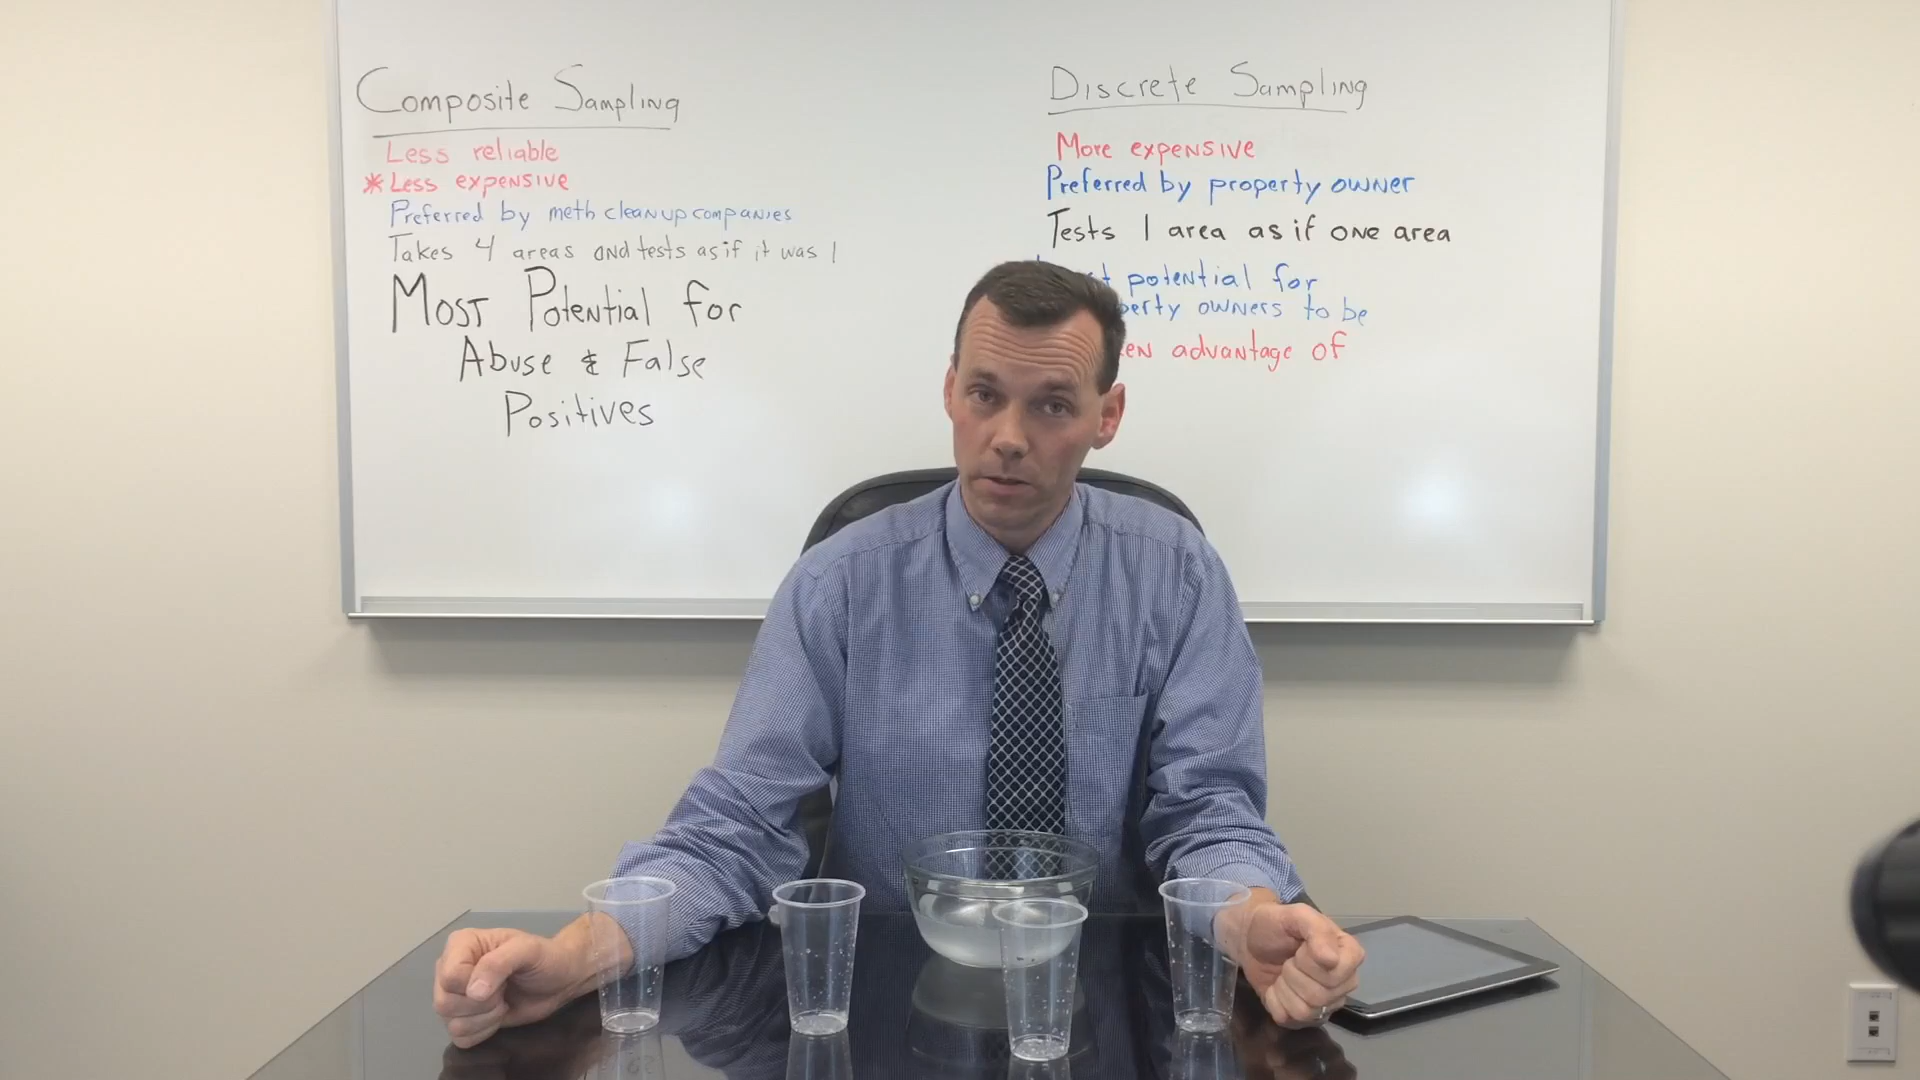 Composite Sampling
Less reliable
*Less expensive
Preferred by meth cleanup companies
Takes 4 areas and tests as if it was 1
Most Potential for
Abuse & False
Positives
Discrete Sampling
More expensive
Preferred by property owner
Tests 1 area as if one area
potential for
owners to be
advantage of